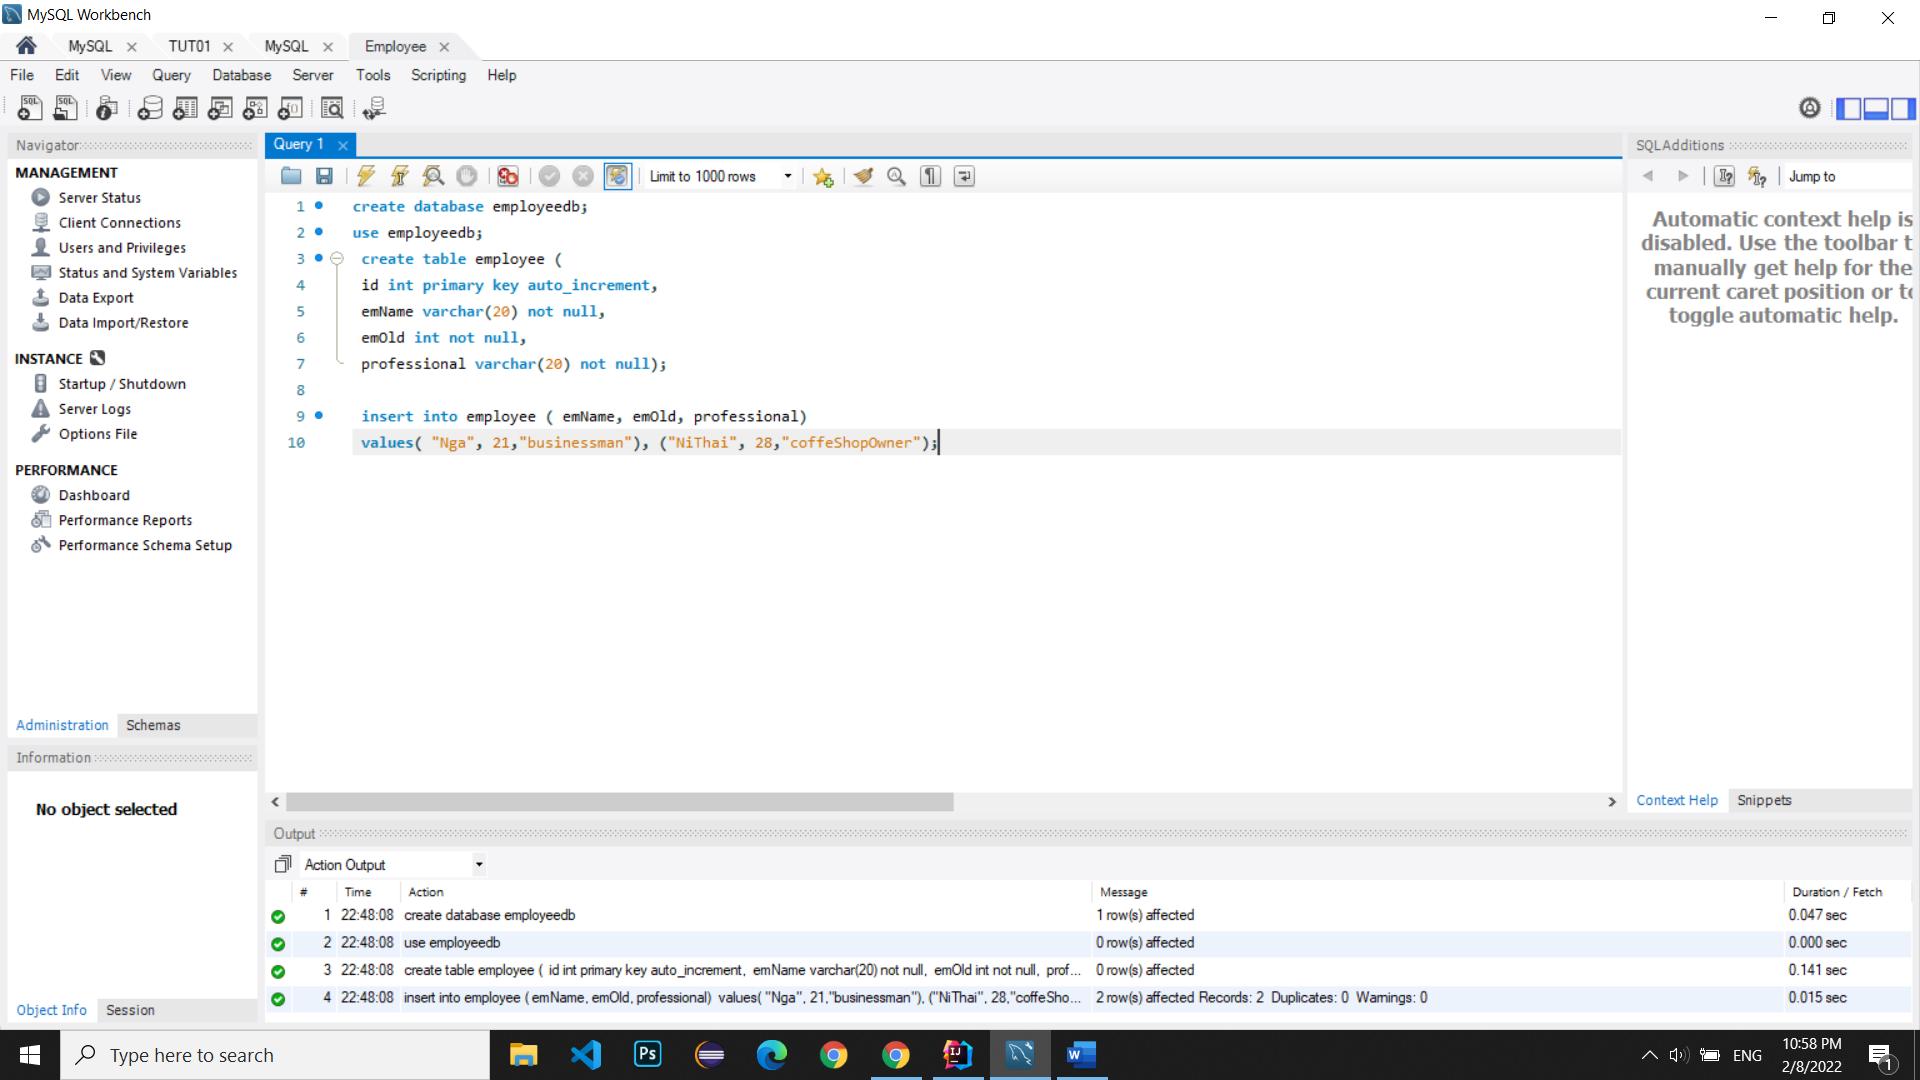 MySQL Workbench
MySQL
TUT01
MySQL
Employee
File Edit View Query Database Server Tools Scripting Help
Navigator
MANAGEMENT
Server Status
Client Connections
Users and Privileges
Status and System Variables
Data Export
Data Import/Restore
INSTANCE
Startup / Shutdown
Server Logs
Options File
PERFORMANCE
Dashboard
Performance Reports
Performance Schema Setup
Administration Schemas
Information
No object selected
Object Info Session
Query 1
Limit to 1000 rows
1 create database employeedb;
2 use employeedb;
3 create table employee (
4 id int primary key auto_increment,
5 emName varchar(20) not null,
6 emOld int not null,
7 professional varchar(20) not null);
8
9 insert into employee ( emName, emOld, professional)
10 values( "Nga", 21,"businessman"), ("NiThai", 28,"coffeShopOwner");
SQLAdditions
Jump to
Automatic context help is
disabled. Use the toolbar t
manually get help for the
current caret position or to
toggle automatic help.
Context Help Snippets
Output
Action Output
# Time Action Message Duration / Fetch
1 22:48:08 create database employeedb 1 row(s) affected 0.047 sec
2 22:48:08 use employeedb 0 row(s) affected 0.000 sec
3 22:48:08 create table employee ( id int primary key auto_increment, emName varchar(20) not null, emOld int not null, prof... 0 row(s) affected 0.141 sec
4 22:48:08 insert into employee ( emName, emOld, professional) values( "Nga", 21,"businessman"), ("NiThai", 28,"coffeSho... 2 row(s) affected Records: 2 Duplicates: 0 Warnings: 0 0.015 sec
Type here to search
ENG
10:58 PM
2/8/2022
1